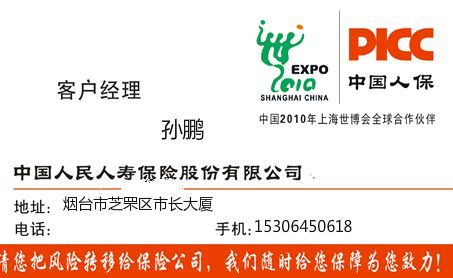 EXPO
2010
SHANGHAI CHINA
PICC
中国人保
中国2010年上海世博会全球合作伙伴
客户经理
孙鹏
中国人民人寿保险股份有限公司
地址：烟台市芝罘区市长大厦
电话： 手机：15306450618
请您把风险转移给保险公司，我们随时给您保障为您致力！